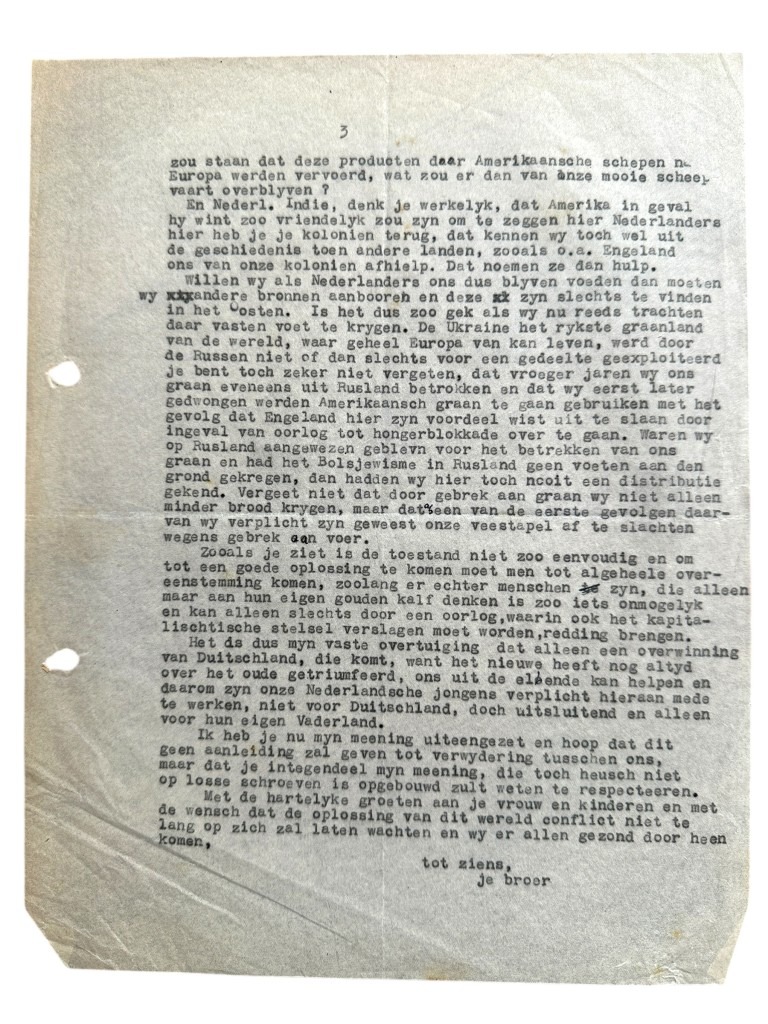 3
zou staan dat deze producten daar Amerikaansche schepen n
Europa werden vervoerd, wat zou er dan van onze mooie scheep
vaart overblyven ?
En Nederl. Indie, denk je werkelyk, dat Amerika in geval
hy wint zoo vriendelyk zou zyn om te zeggen hier Nederlanders
hier heb je je kolonien terug, dat kennen wy toch wel uit
de geschiedenis toen andere landen, zooals o.a. Engeland
ons van onze kolonien afhielp. Dat noemen ze dan hulp.
Willen wy als Nederlanders ons dus blyven voeden dan moeten
wy andere bronnen aanbooren en deze zyn slechts te vinden
in het Oosten. Is het dus zoo gek als wy nu reeds trachten
daar vasten voet te krygen. De Ukraine het rykste graanland
van de wereld, waar geheel Europa van kan leven, werd door
de Russen niet of dan slechts voor een gedeelte geexploiteerd
je bent toch zeker niet vergeten, dat vroeger jaren wy ons
graan eveneens uit Rusland betrokken en dat wy eerst later
gedwongen werden Amerikaansch graan te gaan gebruiken met het
gevolg dat Engeland hier zyn voordeel wist uit te slaan door
ingeval van oorlog tot hongerblokkade over te gaan. Waren wy
op Rusland aangewezen geblevn voor het betrekken van ons
graan en had het Bolsjewisme in Rusland geen voeten aan den
grond gekregen, dan hadden wy hier toch nooit een distributie
gekend. Vergeet niet dat door gebrek aan graan wy niet alleen
minder brood krygen, maar dat een van de eerste gevolgen daar-
van wy verplicht zyn geweest onze veestapel af te slachten
wegens gebrek aan voer.
Zooals je ziet is de toestand niet zoo eenvoudig en om
tot een goede oplossing te komen moet men tot algeheele over-
eenstemming komen, zoolang er echter menschen zyn, die alleen
maar aan hun eigen gouden kalf denken is zoo iets onmogelyk
en kan alleen slechts door een oorlog,waarin ook het kapita-
lischtische stelsel verslagen moet worden,redding brengen.
Het is dus myn vaste overtuiging dat alleen een overwinning
van Duitschland, die komt, want het nieuwe heeft nog altyd
over het oude getriumfeerd, ons uit de elèende kan helpen en
daarom zyn onze Nederlandsche jongens verplicht hieraan mede
te werken, niet voor Duitschland, doch uitsluitend en alleen
voor hun eigen Vaderland.
Ik heb je nu myn meening uiteengezet en hoop dat dit
geen aanleiding zal geven tot verwydering tusschen ons,
maar dat je integendeel myn meening, die toch heusch niet
op losse schroeven is opgebouwd zult weten te respecteeren.
Met de hartelyke groeten aan je vrouw en kinderen en met
de wensch dat de oplossing van dit wereld conflict niet te
lang op zich zal laten wachten en wy er allen gezond door heen
komen,
tot ziens,
je broer